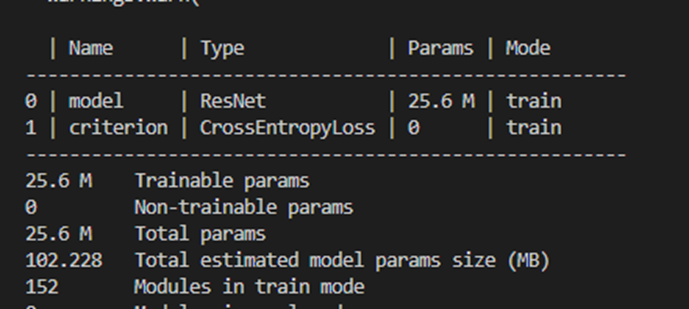 | Name      | Type             | Params | Mode
-------------------------------------------------------
0 | model     | ResNet           | 25.6 M | train
1 | criterion | CrossEntropyLoss | 0      | train
-------------------------------------------------------
25.6 M    Trainable params
0         Non-trainable params
25.6 M    Total params
102.228   Total estimated model params size (MB)
152       Modules in train mode